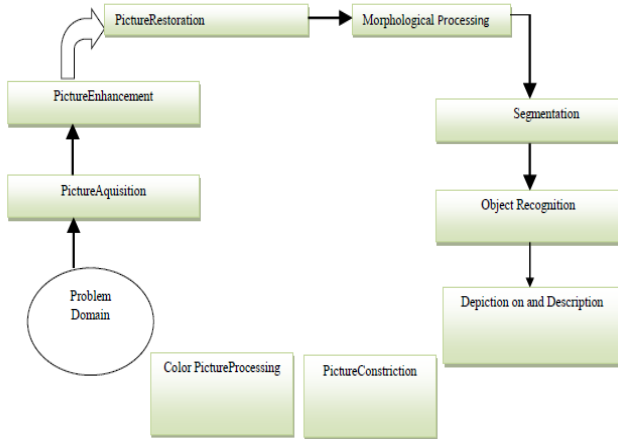 PictureRestoration
Morphological Processing
PictureEnhancement
Segmentation
PictureAquisition
Object Recognition
Problem
Domain
Depiction on and Description
Color PictureProcessing
PictureConstriction